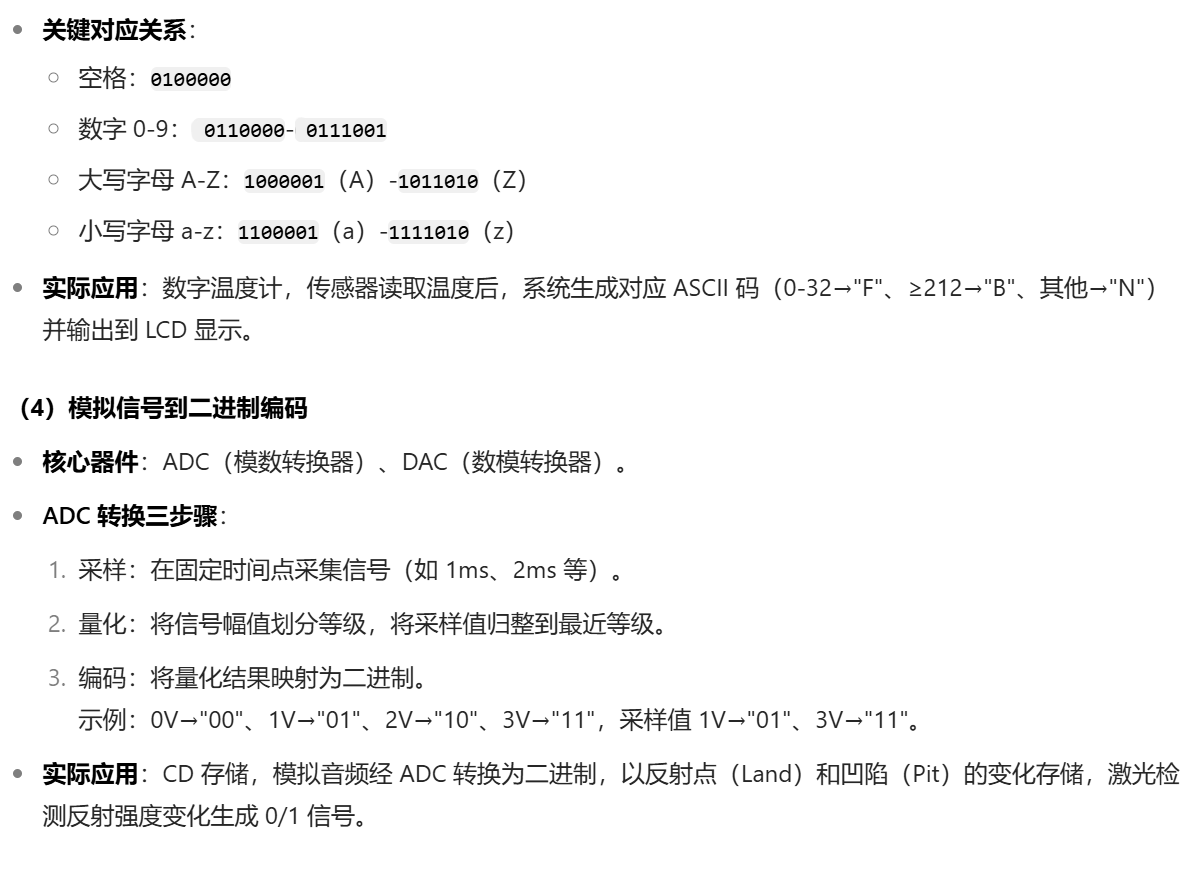 关键对应关系：
空格：0100000
数字 0-9： 0110000- 0111001
大写字母 A-Z：1000001（A）-1011010（Z）
小写字母 a-z：1100001（a）-1111010（z）
实际应用：数字温度计，传感器读取温度后，系统生成对应 ASCII 码（0-32→"F"、≥212→"B"、其他→"N"）
并输出到 LCD 显示。
（4）模拟信号到二进制编码
核心器件：ADC（模数转换器）、DAC（数模转换器）。
ADC 转换三步骤：
1. 采样：在固定时间点采集信号（如 1ms、2ms 等）。
2. 量化：将信号幅值划分等级，将采样值归整到最近等级。
3. 编码：将量化结果映射为二进制。
示例：0V→"00"、1V→"01"、2V→"10"、3V→"11"，采样值 1V→"01"、3V→"11"。
实际应用：CD 存储，模拟音频经 ADC 转换为二进制，以反射点（Land）和凹陷（Pit）的变化存储，激光检
测反射强度变化生成 0/1 信号。